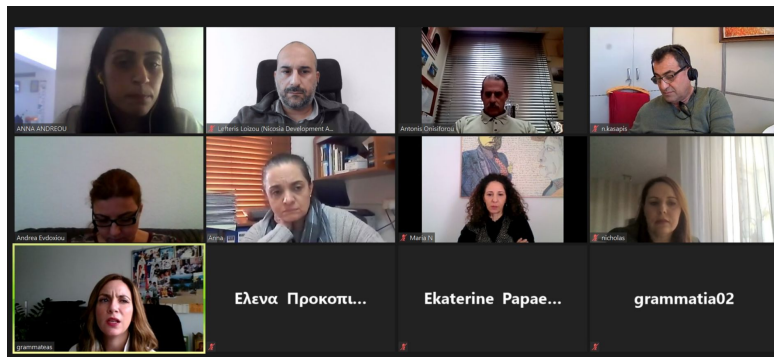 ANNA ANDREOU
Lefteris Loizou (Nicosia Development A...
Antonis Onisiforou
n.kasapis
Andrea Evdoxiou
Anna
Maria N
nicholas
grammateas
Ελενα Προκοπι...
Ekaterine Papae...
grammatia02